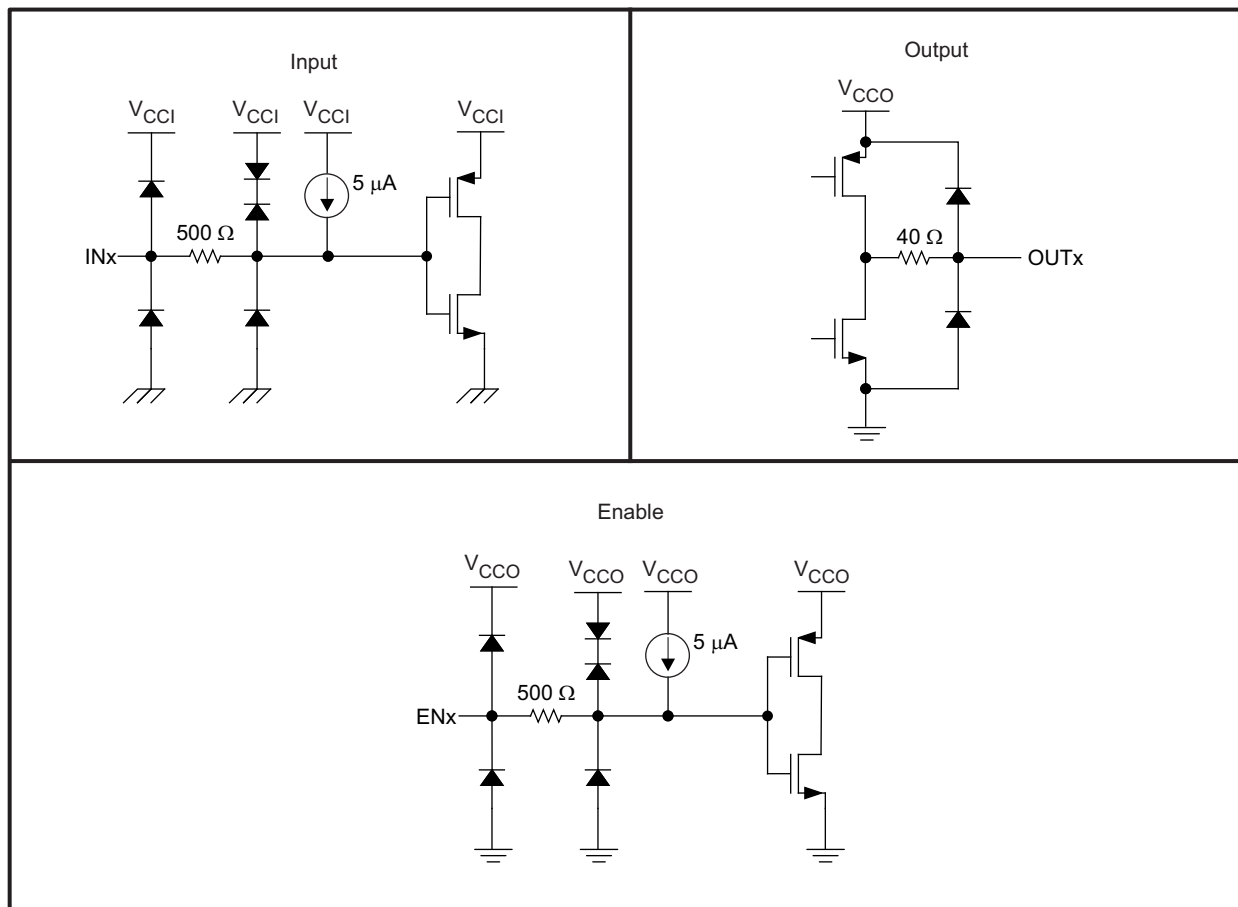 Input
V_CCI V_CCI V_CCI V_CCI
5 μA
500 Ω
INx
Output
V_CCO
40 Ω
OUTx
Enable
V_CCO V_CCO V_CCO V_CCO
5 μA
500 Ω
ENx